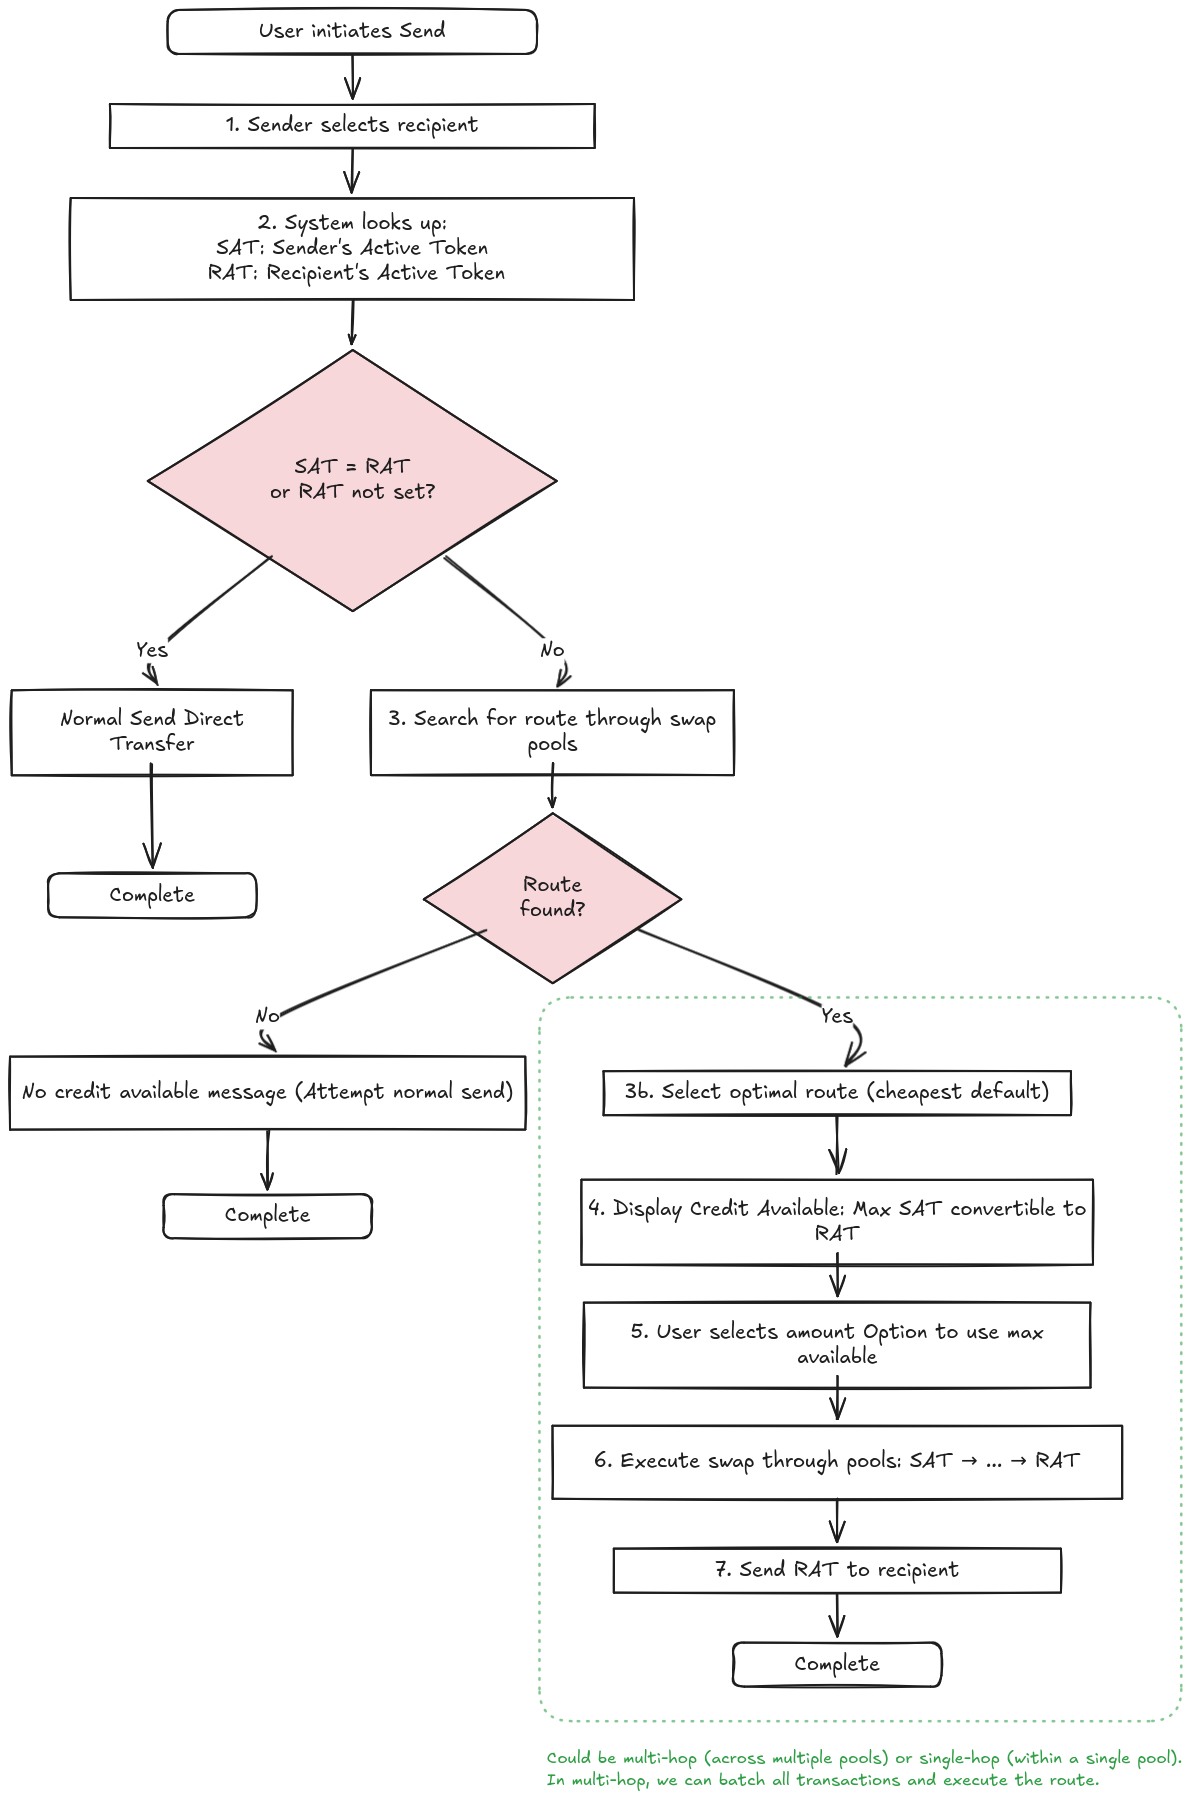 User initiates Send
1. Sender selects recipient
2. System looks up:
SAT: Sender's Active Token
RAT: Recipient's Active Token
SAT = RAT
or RAT not set?
Yes
No
Normal Send Direct
Transfer
3. Search for route through swap
pools
Complete
Route
found?
No
Yes
No credit available message (Attempt normal send)
Complete
3b. Select optimal route (cheapest default)
4. Display Credit Available: Max SAT convertible to
RAT
5. User selects amount Option to use max
available
6. Execute swap through pools: SAT → ... → RAT
7. Send RAT to recipient
Complete
Could be multi-hop (across multiple pools) or single-hop (within a single pool).
In multi-hop, we can batch all transactions and execute the route.